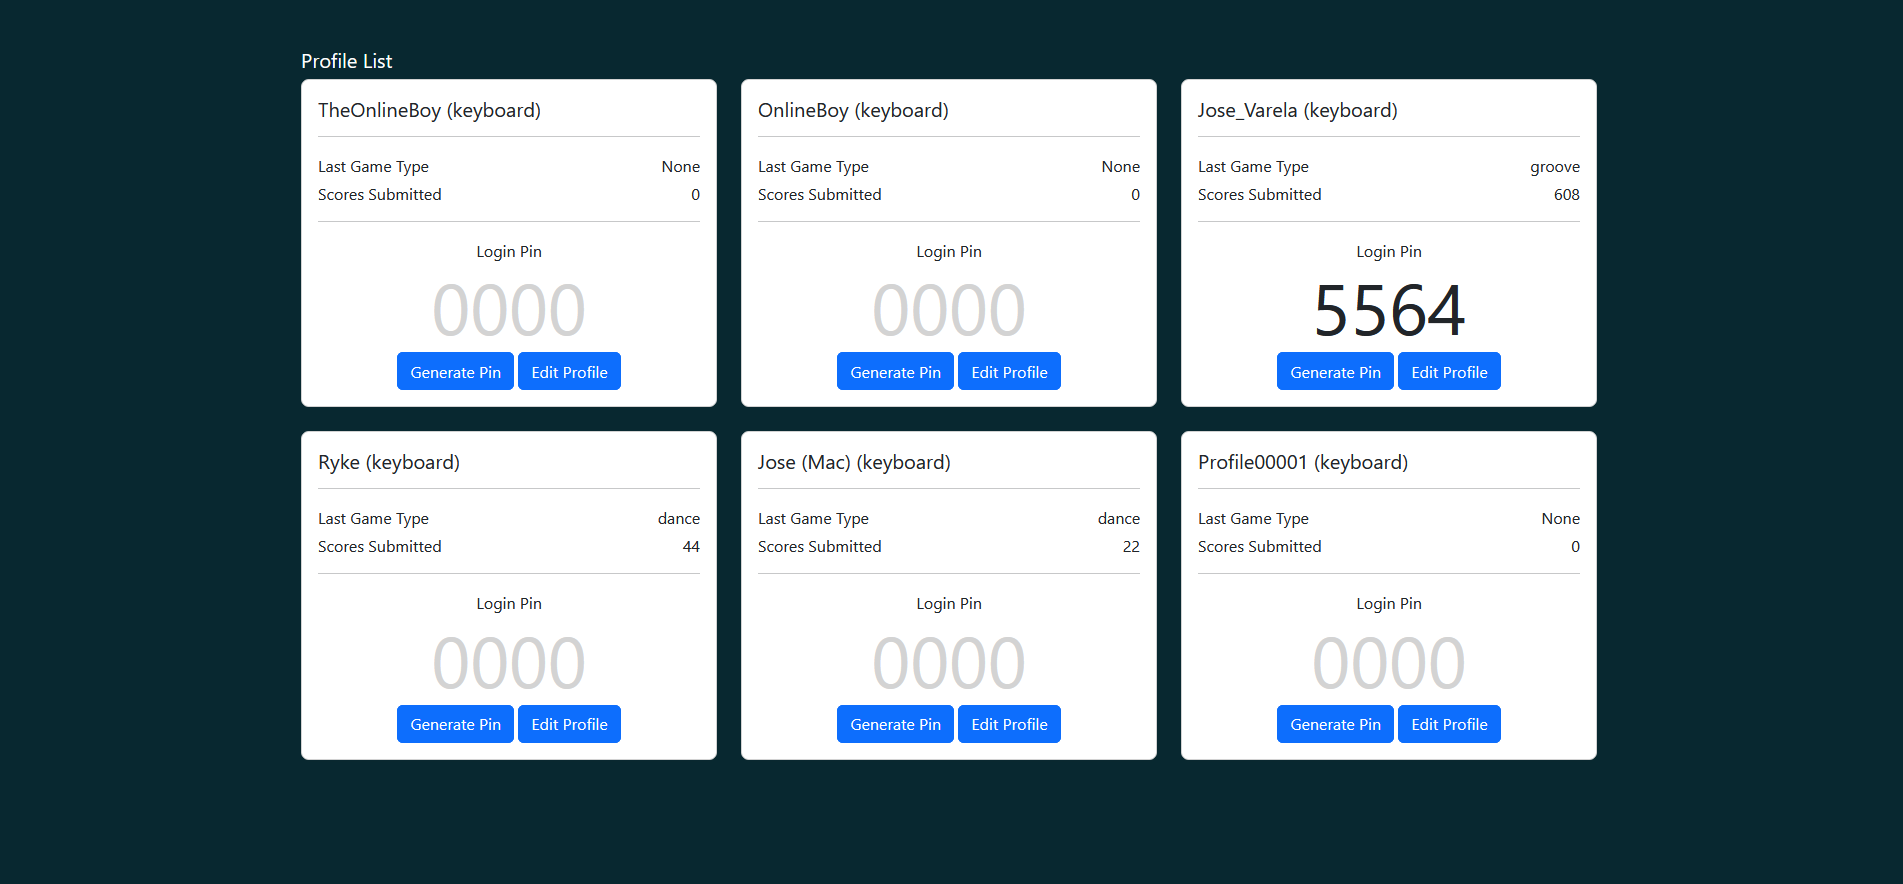 Profile List
TheOnlineBoy (keyboard)
Last Game Type None
Scores Submitted 0
Login Pin
0000
Generate Pin Edit Profile
OnlineBoy (keyboard)
Last Game Type None
Scores Submitted 0
Login Pin
0000
Generate Pin Edit Profile
Jose_Varela (keyboard)
Last Game Type groove
Scores Submitted 608
Login Pin
5564
Generate Pin Edit Profile
Ryke (keyboard)
Last Game Type dance
Scores Submitted 44
Login Pin
0000
Generate Pin Edit Profile
Jose (Mac) (keyboard)
Last Game Type dance
Scores Submitted 22
Login Pin
0000
Generate Pin Edit Profile
Profile00001 (keyboard)
Last Game Type None
Scores Submitted 0
Login Pin
0000
Generate Pin Edit Profile